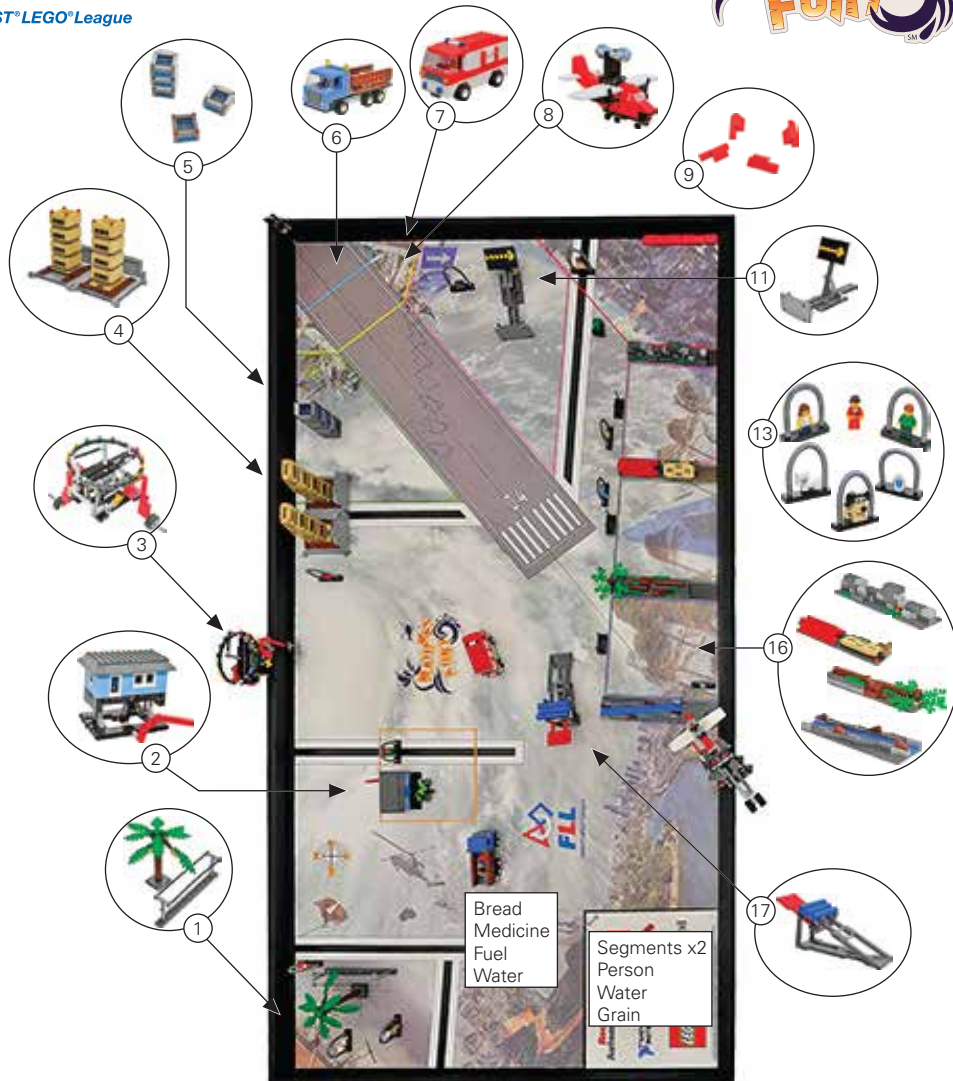 ST® LEGO® League
SM
5
6
7
8
9
4
11
3
13
2
16
1
17
FLL
Bread
Medicine
Fuel
Water
Segments x2
Person
Water
Grain